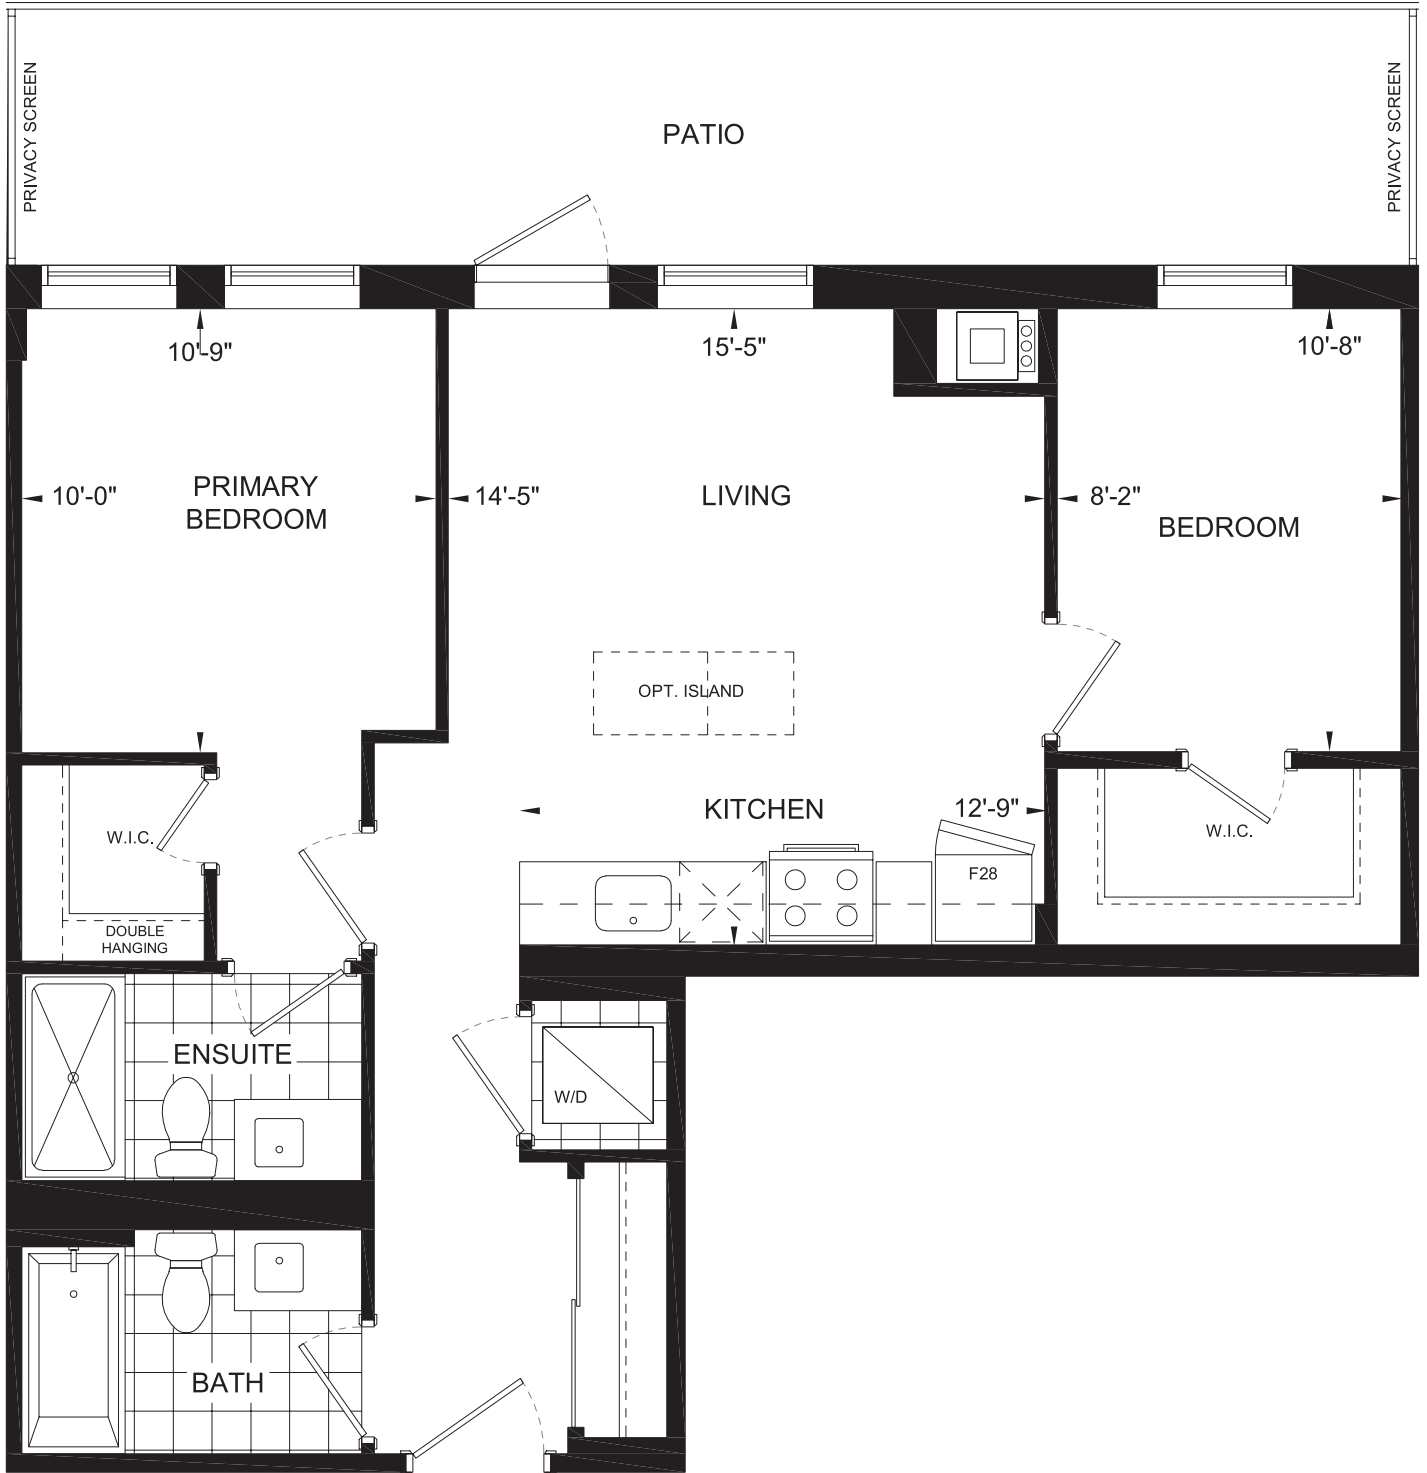 PRIVACY SCREEN
PATIO
PRIVACY SCREEN
10'-9"
15'-5"
10'-8"
10'-0"
PRIMARY
BEDROOM
14'-5"
LIVING
8'-2"
BEDROOM
OPT. ISLAND
KITCHEN
12'-9"
W.I.C.
W.I.C.
F28
DOUBLE
HANGING
ENSUITE
W/D
BATH